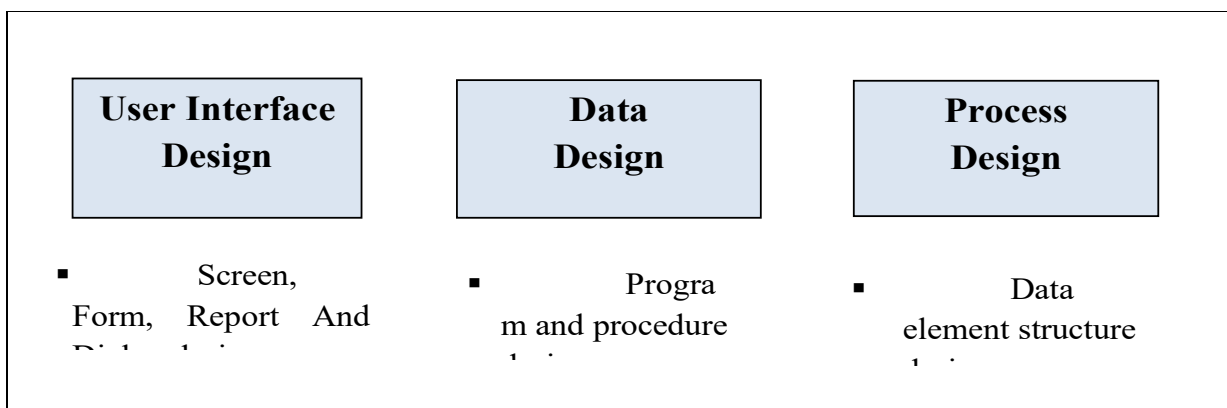 User Interface
Design
Data
Design
Process
Design
▪ Screen,
Form, Report And
▪ Progra
m and procedure
▪ Data
element structure